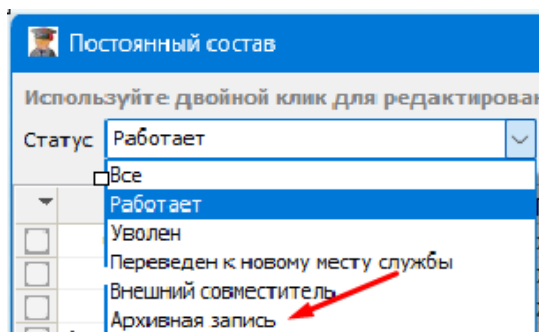 Постоянный состав
Используйте двойной клик для
Статус Работает
Все
Работает
Уволен
Переведен к новому месту службы
Внешний совместитель
Архивная запись